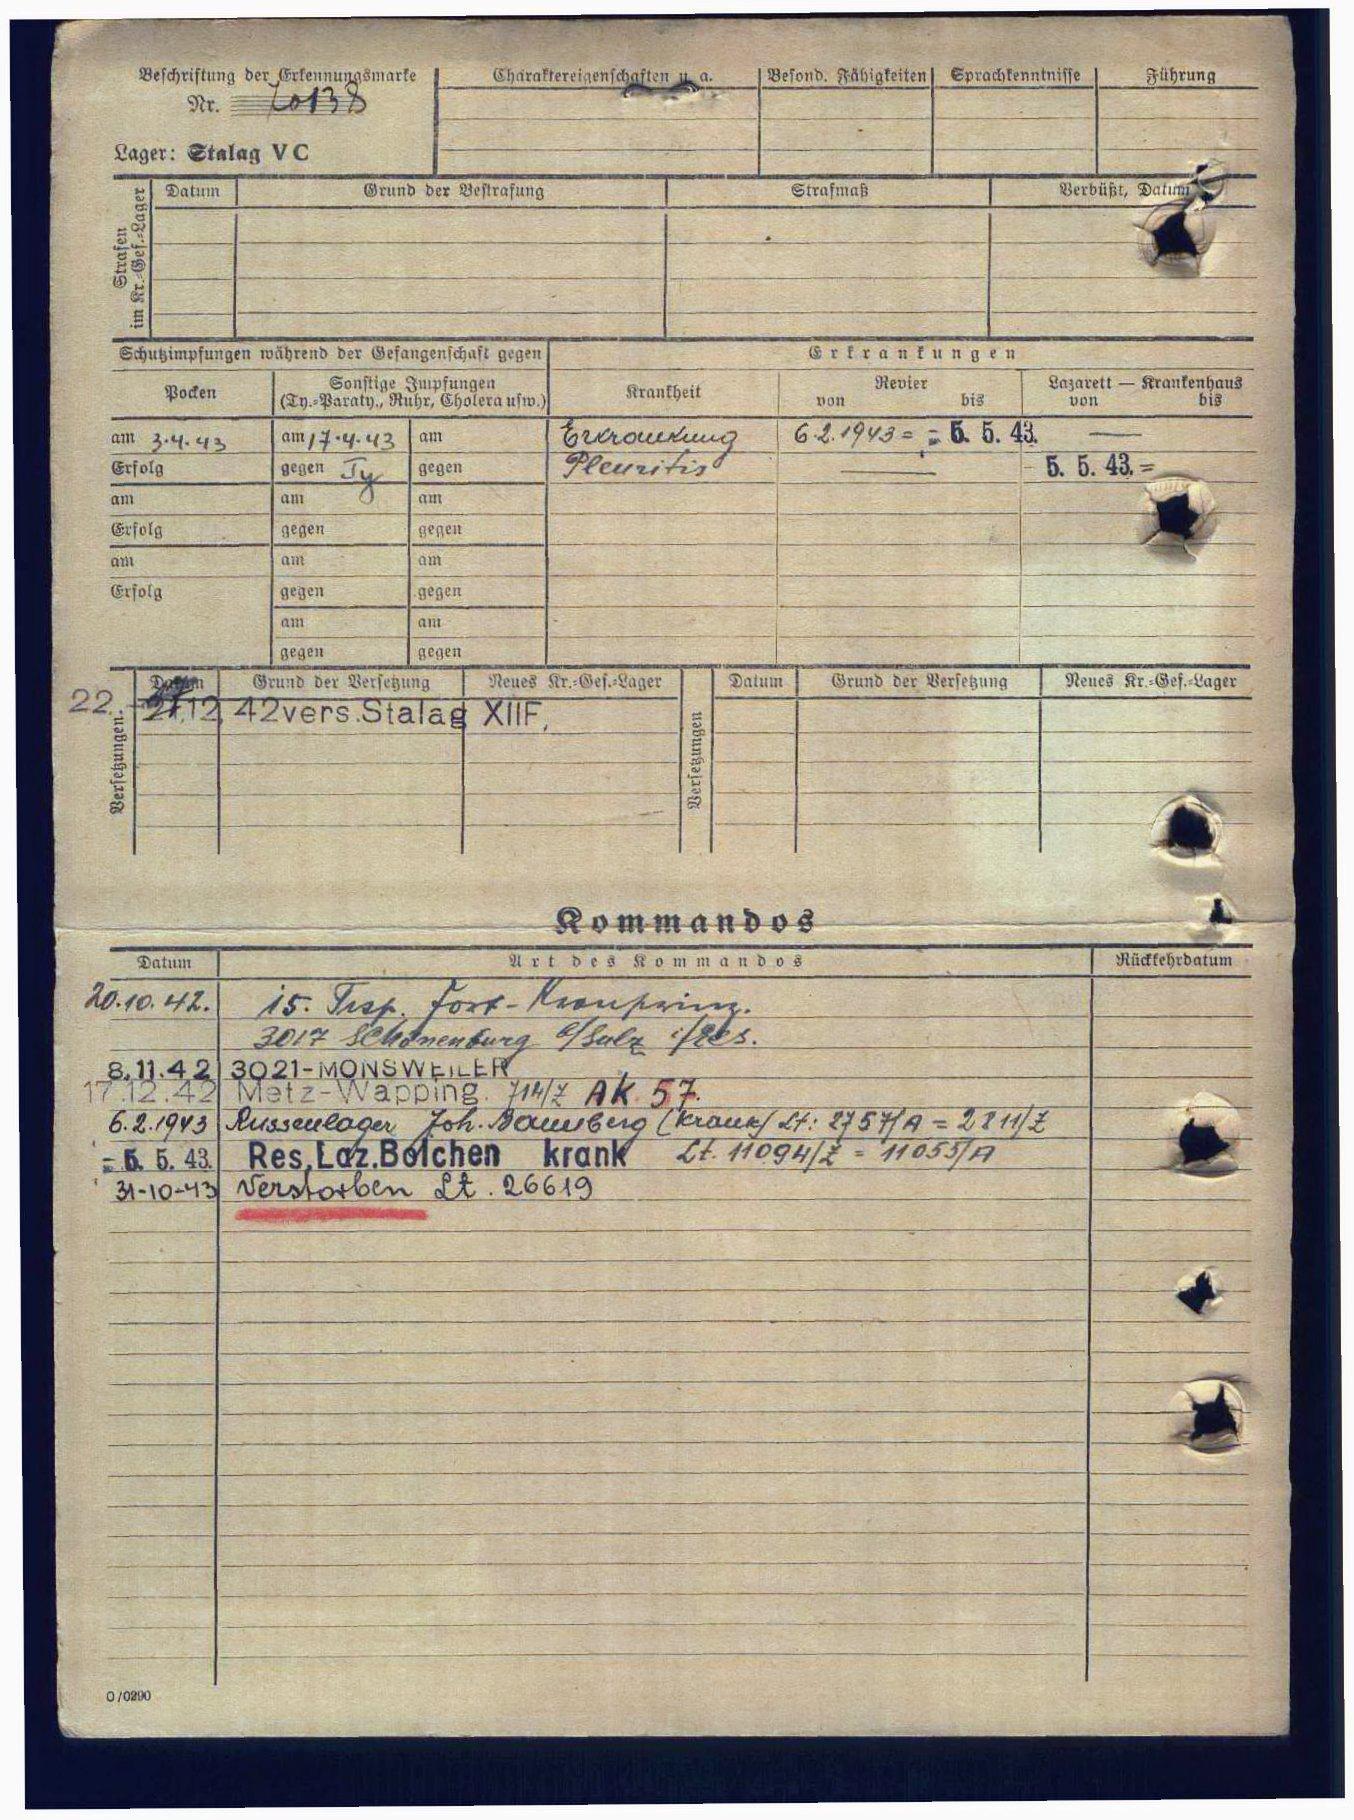 Beschriftung der Erkennungsmarke
Nr. 70138
Lager: Stalag V C
Charaktereigenschaften u. a.
Besond. Fähigkeiten
Sprachkenntnisse
Führung
Strafen im Kr.=Gef.=Lager
Datum Grund der Bestrafung Strafmaß Verbüßt, Datum
Schutzimpfungen während der Gefangenschaft gegen
Erkrankungen
Pocken
Sonstige Impfungen
(Ty.=Paraty., Ruhr, Cholera usw.)
Krankheit
Revier
von bis
Lazarett — Krankenhaus
von bis
am 3.4.43 am 17.4.43 am Erkrankung 6.2.1943 = - 5. 5. 43. —
Erfolg gegen Ty gegen Pleuritis — 5. 5. 43. =
am am am
Erfolg gegen gegen
am am am
Erfolg gegen gegen
am am
gegen gegen
Versetzungen
Datum Grund der Versetzung Neues Kr.=Gef.=Lager
Versetzungen
Datum Grund der Versetzung Neues Kr.=Gef.=Lager
22. 12. 42 vers. Stalag XIIF.
Kommandos
Datum Art des Kommandos Rückkehrdatum
20.10.42. 15. Trsp. Fort-Kronprinz.
3017 Schönenburg b/Sulz
8.11.42 3021-MONSWEILER
17.12.42 Metz-Wapping. 714/Z AK. 57.
6.2.1943 Russenlager Joh. Bannberg (krank) Lt: 2757/A = 2211/Z
- 5. 5. 43. Res. Laz. Bolchen krank Lt. 11094/Z = 11055/A
31-10-43 Verstorben Lt. 26619
O/0290